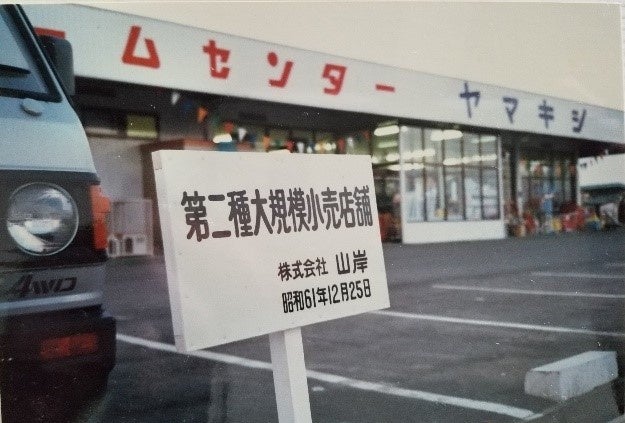 ームセンター ヤマキシ
第二種大規模小売店舗
株式会社 山岸
昭和61年12月25日
4WD